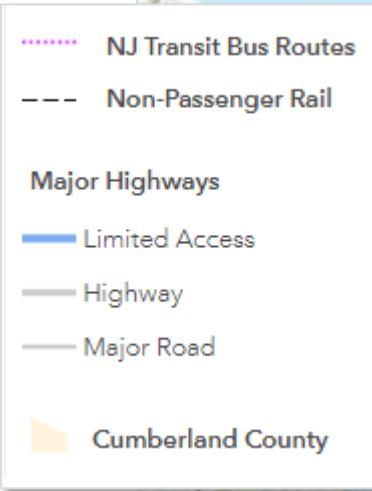 NJ Transit Bus Routes
Non-Passenger Rail
Major Highways
Limited Access
Highway
Major Road
Cumberland County